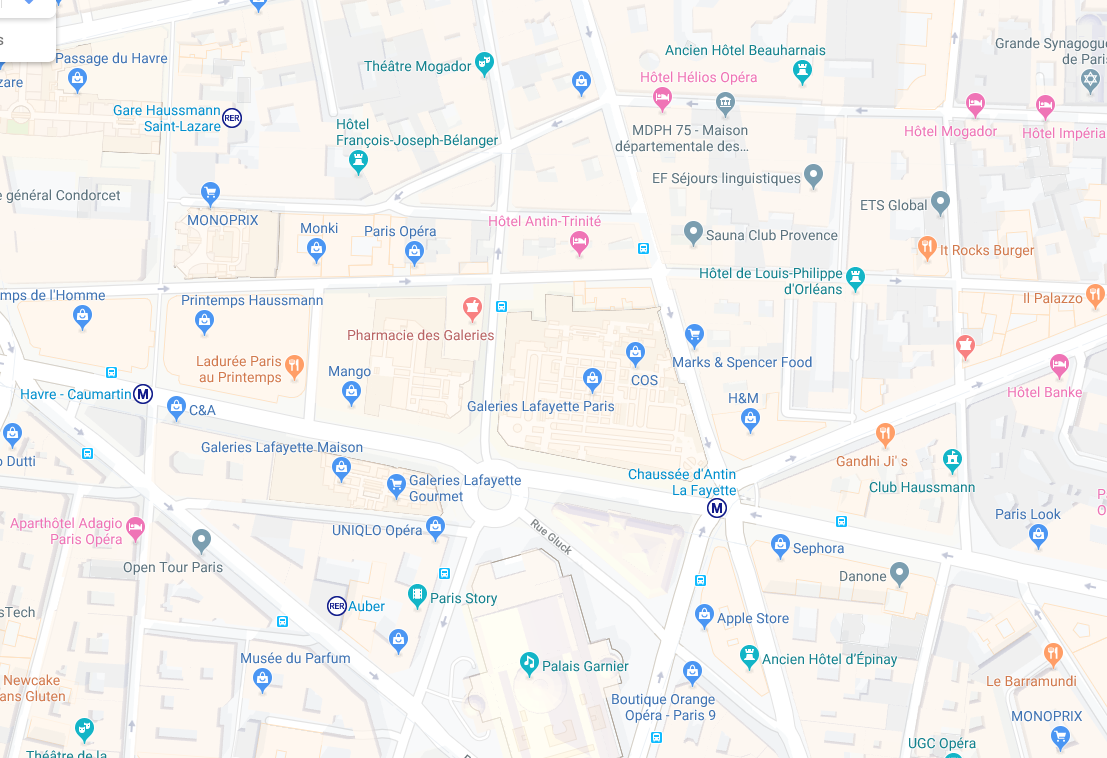 s
Passage du Havre
zare
Théâtre Mogador
Ancien Hôtel Beauharnais
Grande Synagogue
de Paris
Hôtel Hélios Opéra
Gare Haussmann
Saint-Lazare
RER
Hôtel
François-Joseph-Bélanger
MDPH 75 - Maison
départementale des...
Hôtel Mogador
Hôtel Impéria
e général Condorcet
EF Séjours linguistiques
MONOPRIX
Monki
Paris Opéra
Hôtel Antin-Trinité
ETS Global
Sauna Club Provence
It Rocks Burger
Hôtel de Louis-Philippe
d'Orléans
mps de l'Homme
Printemps Haussmann
Il Palazzo
Pharmacie des Galeries
Ladurée Paris
au Printemps
Marks & Spencer Food
Mango
COS
Havre - Caumartin
M
C&A
Galeries Lafayette Paris
H&M
Hôtel Banke
Galeries Lafayette Maison
o Dutti
Gandhi Ji' s
Galeries Lafayette
Gourmet
Chaussée d'Antin
La Fayette
M
Club Haussmann
Aparthôtel Adagio
Paris Opéra
UNIQLO Opéra
Rue Gluck
Paris Look
P
O
Open Tour Paris
Sephora
Danone
sTech
RER
Auber
Paris Story
Apple Store
Musée du Parfum
Palais Garnier
Ancien Hôtel d'Épinay
Newcake
ans Gluten
Le Barramundi
Boutique Orange
Opéra - Paris 9
MONOPRIX
Théâtre de la
UGC Opéra